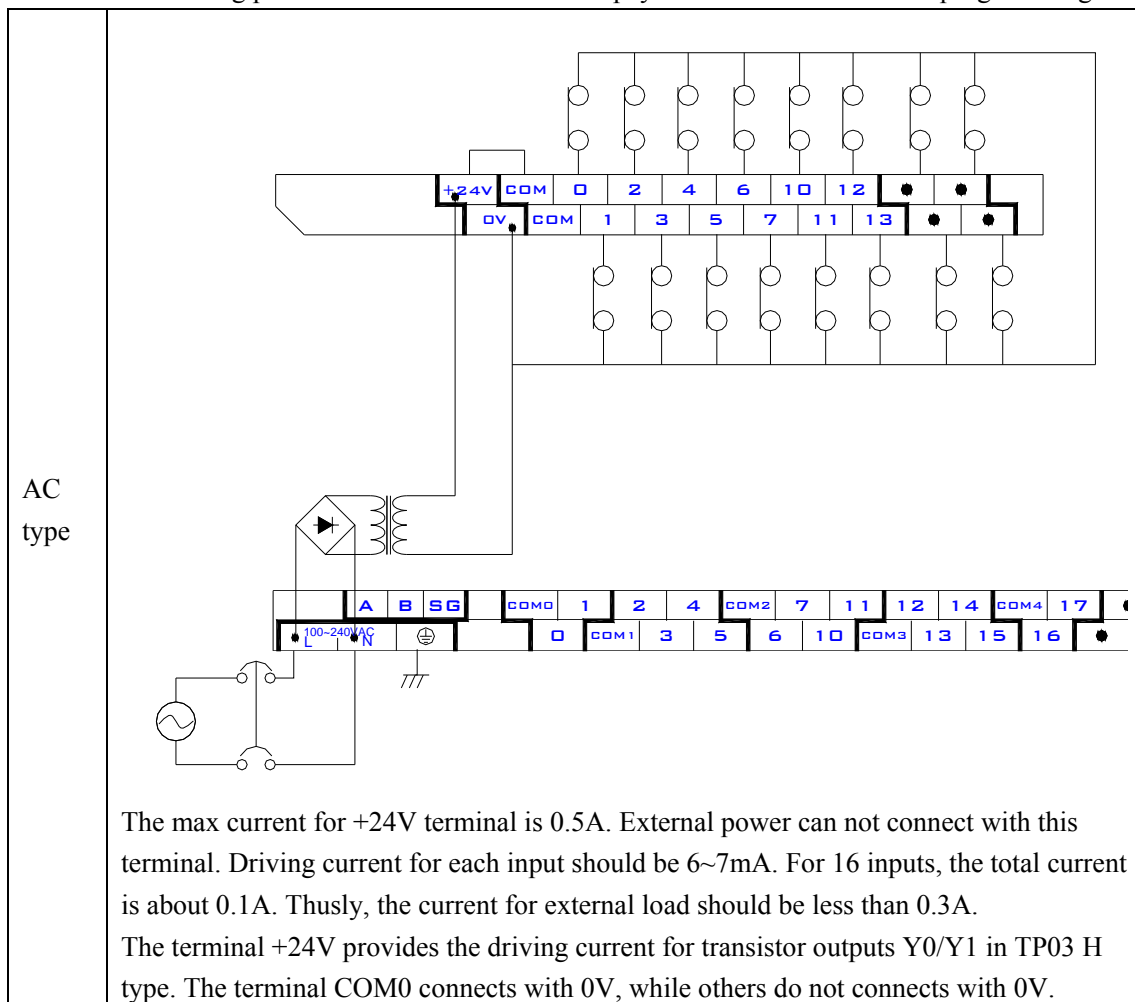 +24V COM 0 2 4 6 10 12
0V COM 1 3 5 7 11 13
AC
type
A B SG COM0 1 2 4 COM2 7 11 12 14 COM4 17
100~240VAC
L N 0 COM1 3 5 6 10 COM3 13 15 16
The max current for +24V terminal is 0.5A. External power can not connect with this
terminal. Driving current for each input should be 6~7mA. For 16 inputs, the total current
is about 0.1A. Thusly, the current for external load should be less than 0.3A.
The terminal +24V provides the driving current for transistor outputs Y0/Y1 in TP03 H
type. The terminal COM0 connects with 0V, while others do not connects with 0V.